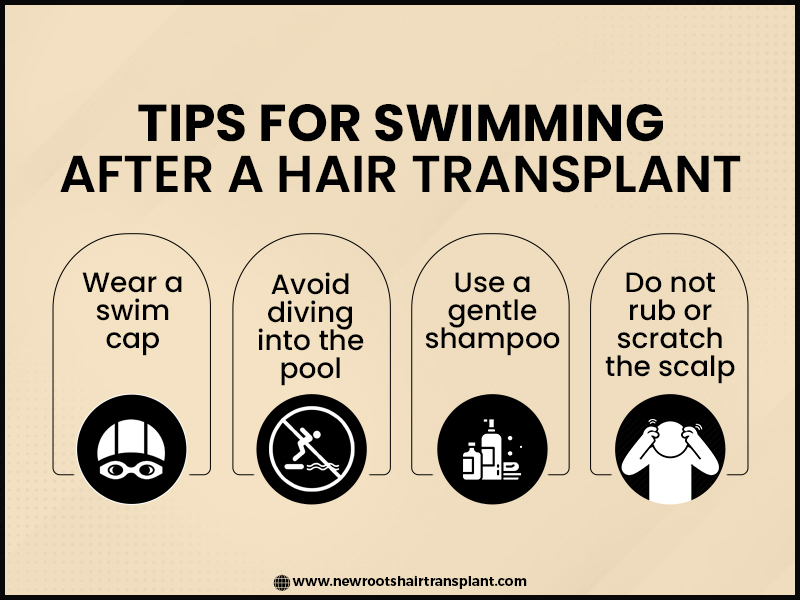 TIPS FOR SWIMMING
AFTER A HAIR TRANSPLANT
Wear a
swim
cap
Avoid
diving
into the
pool
Use a
gentle
shampoo
Do not
rub or
scratch
the scalp
www.newrootshairtransplant.com